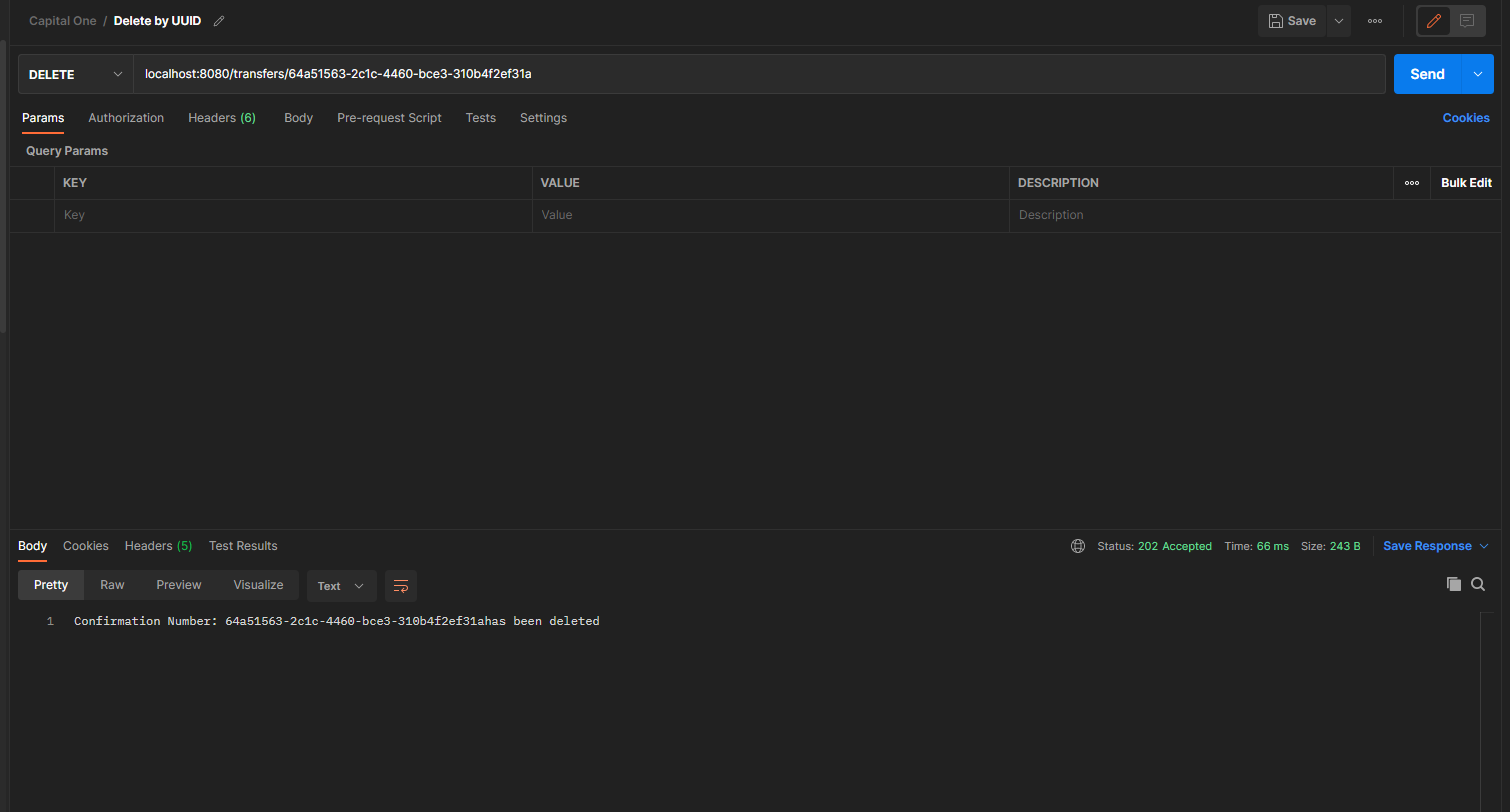 Capital One / Delete by UUID
Save
DELETE
localhost:8080/transfers/64a51563-2c1c-4460-bce3-310b4f2ef31a
Send
Params Authorization Headers (6) Body Pre-request Script Tests Settings Cookies
Query Params
KEY VALUE DESCRIPTION Bulk Edit
Key Value Description
Body Cookies Headers (5) Test Results Status: 202 Accepted Time: 66 ms Size: 243 B Save Response
Pretty Raw Preview Visualize Text
1 Confirmation Number: 64a51563-2c1c-4460-bce3-310b4f2ef31ahas been deleted